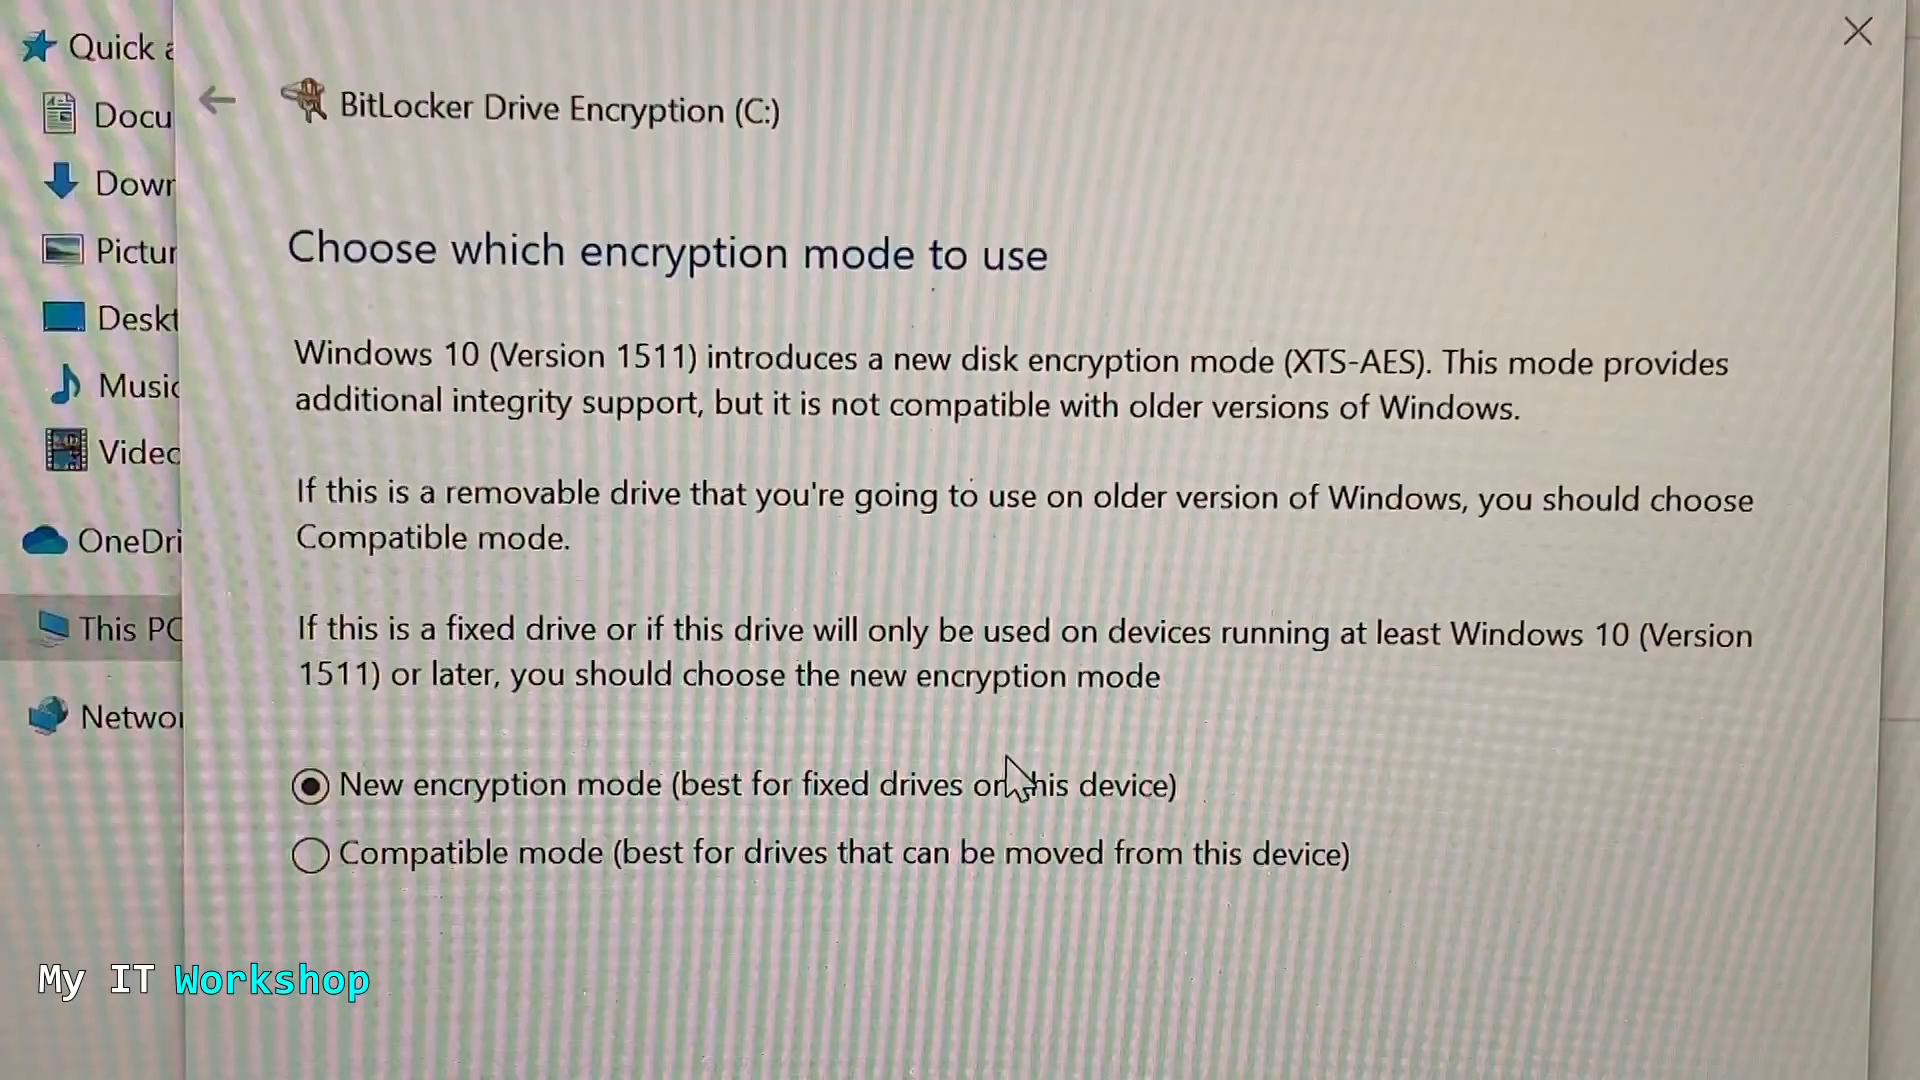 Quick
BitLocker Drive Encryption (C:)
Docu
Down
Choose which encryption mode to use
Pictur
Deskt
Windows 10 (Version 1511) introduces a new disk encryption mode (XTS-AES). This mode provides
additional integrity support, but it is not compatible with older versions of Windows.
Music
Video
If this is a removable drive that you're going to use on older version of Windows, you should choose
Compatible mode.
OneDri
This PC
If this is a fixed drive or if this drive will only be used on devices running at least Windows 10 (Version
1511) or later, you should choose the new encryption mode
Networ
New encryption mode (best for fixed drives on this device)
Compatible mode (best for drives that can be moved from this device)
My IT Workshop